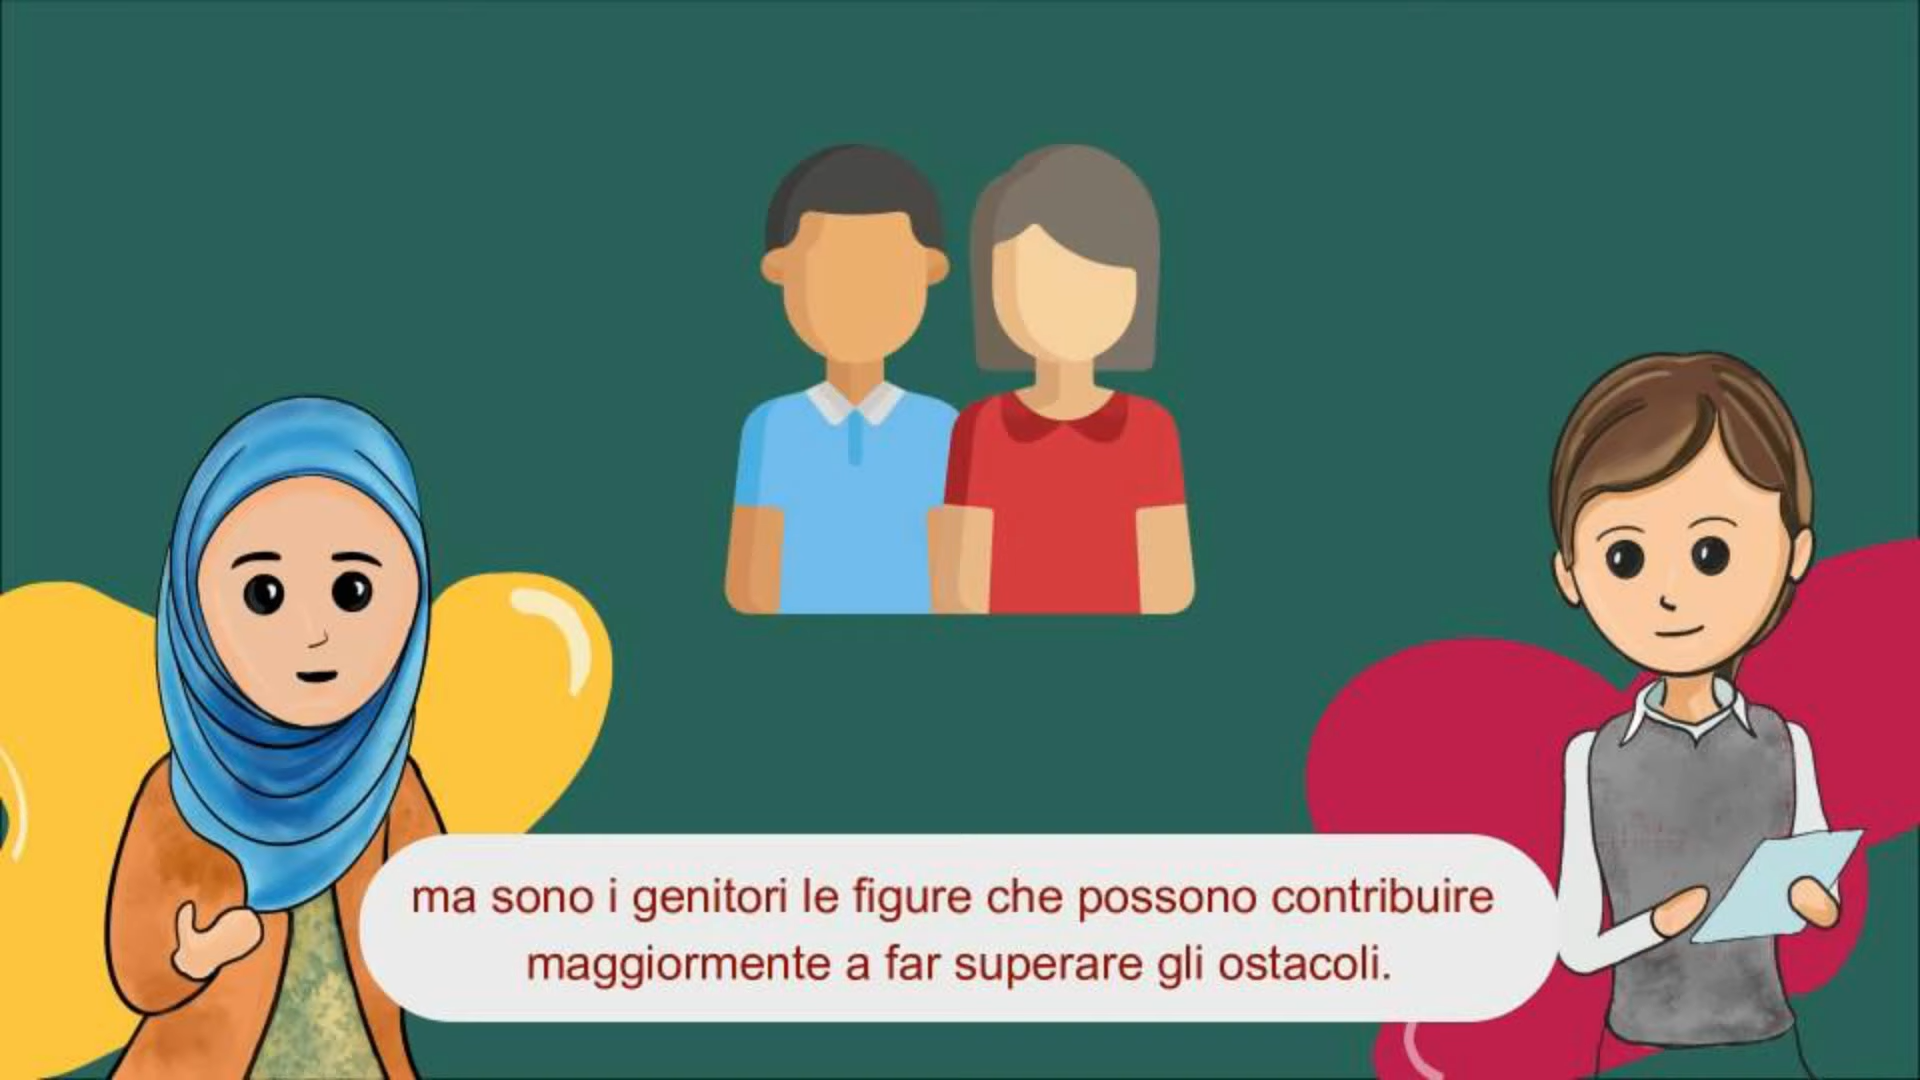 ma sono i genitori le figure che possono contribuire
maggiormente a far superare gli ostacoli.